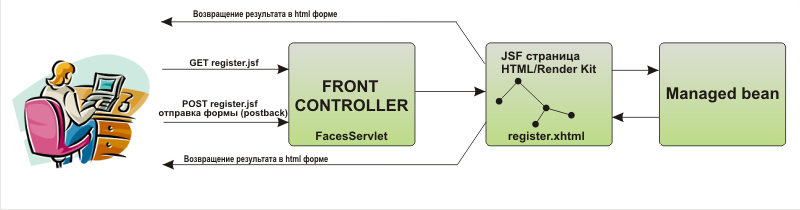 Возвращение результата в html форме
GET register.jsf
POST register.jsf
отправка формы (postback)
Возвращение результата в html форме
FRONT
CONTROLLER
FacesServlet
JSF страница
HTML/Render Kit
register.xhtml
Managed bean